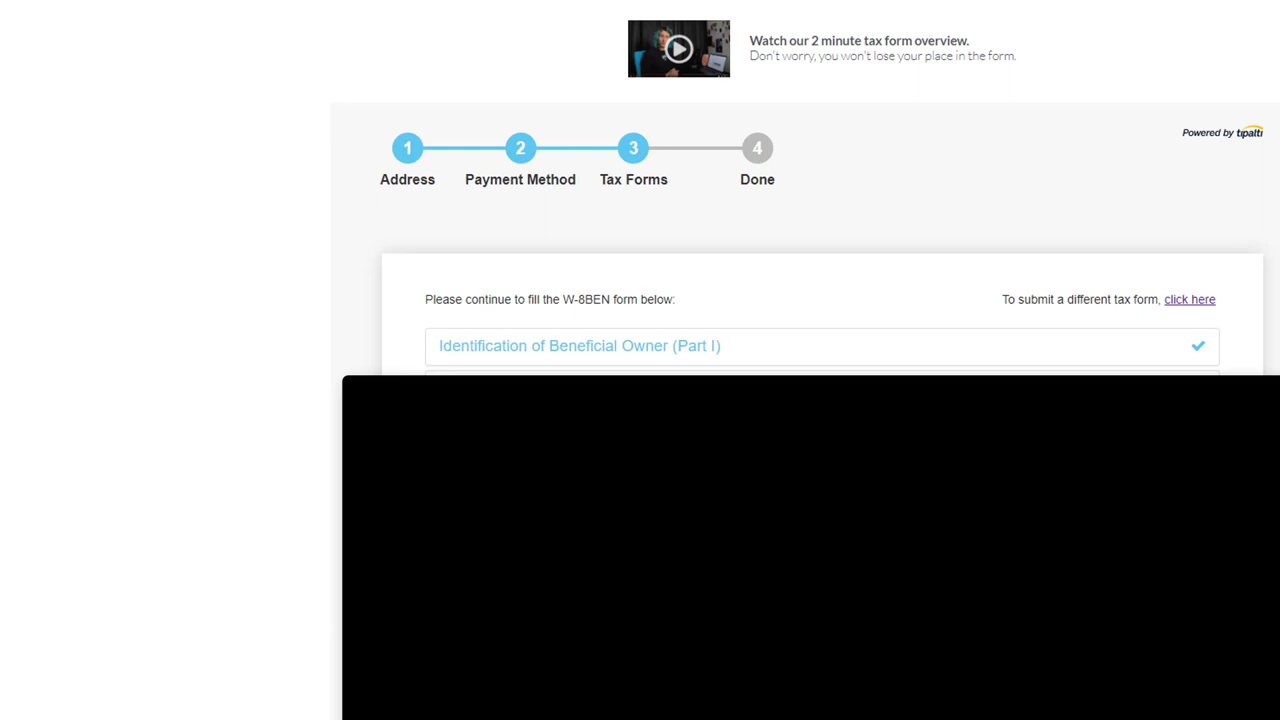 Watch our 2 minute tax form overview.
Don't worry, you won't lose your place in the form.
Powered by tipalti
1 2 3 4
Address Payment Method Tax Forms Done
Please continue to fill the W-8BEN form below: To submit a different tax form, click here
Identification of Beneficial Owner (Part I)